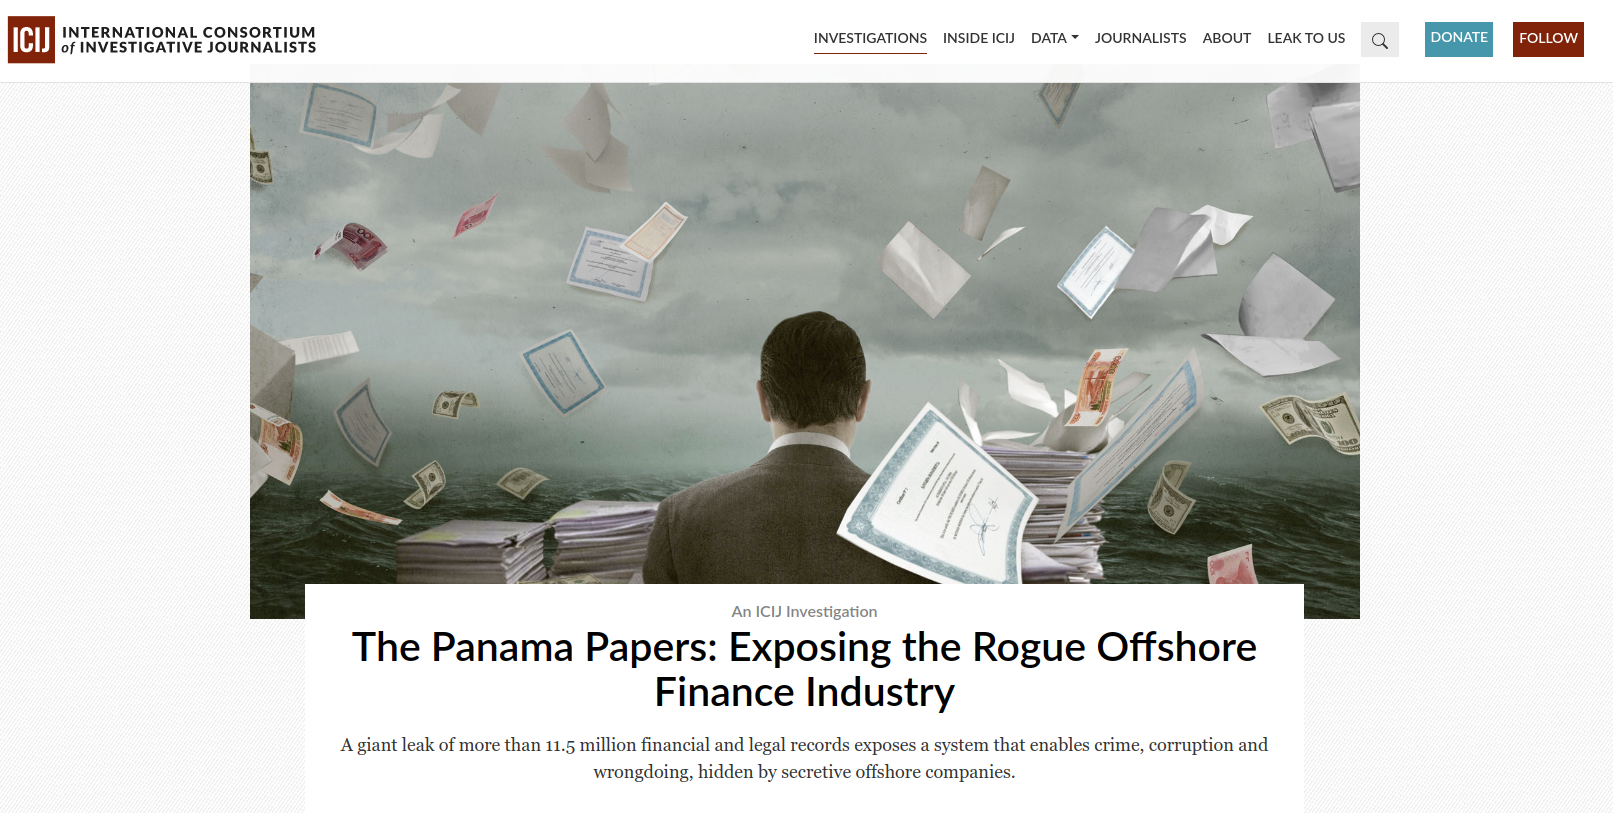 ICIJ INTERNATIONAL CONSORTIUM
of INVESTIGATIVE JOURNALISTS
INVESTIGATIONS INSIDE ICIJ DATA JOURNALISTS ABOUT LEAK TO US DONATE FOLLOW
An ICIJ Investigation
The Panama Papers: Exposing the Rogue Offshore
Finance Industry
A giant leak of more than 11.5 million financial and legal records exposes a system that enables crime, corruption and
wrongdoing, hidden by secretive offshore companies.